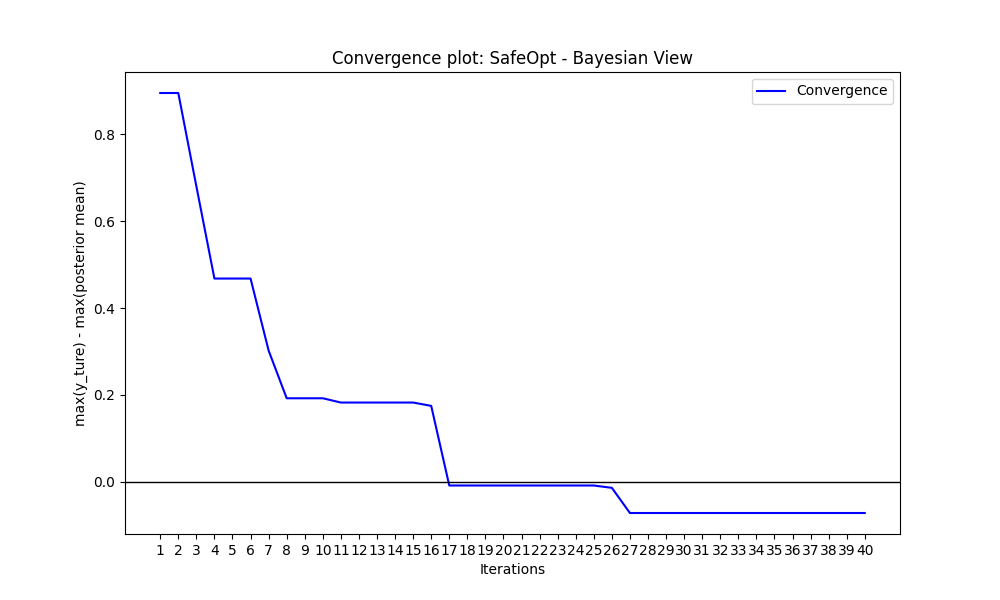 Convergence plot: SafeOpt - Bayesian View
Convergence
max(y_ture) - max(posterior mean)
0.8
0.6
0.4
0.2
0.0
1 2 3 4 5 6 7 8 9 10 11 12 13 14 15 16 17 18 19 20 21 22 23 24 25 26 27 28 29 30 31 32 33 34 35 36 37 38 39 40
Iterations